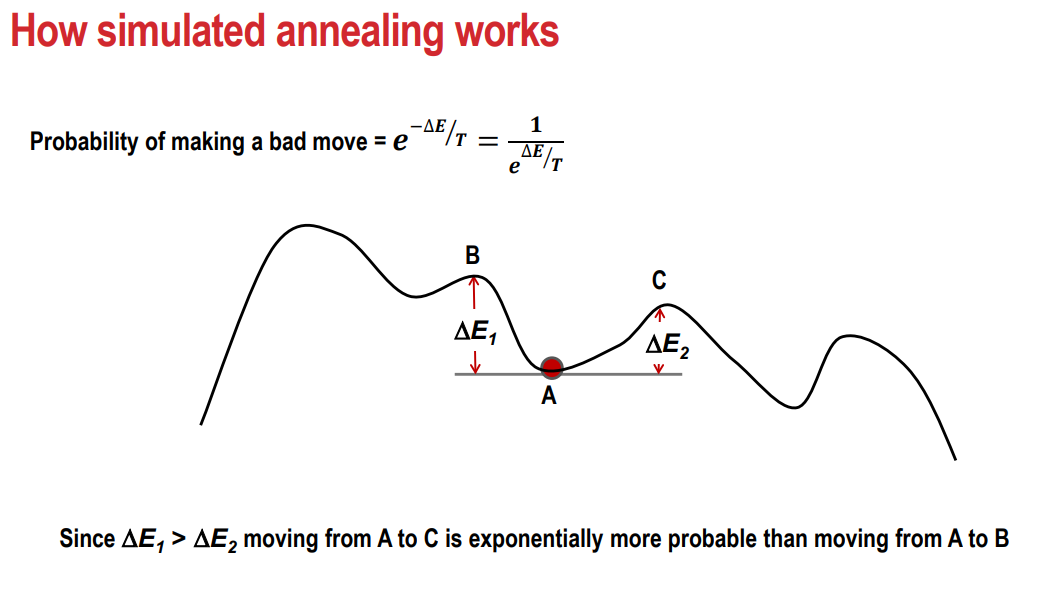 How simulated annealing works
Probability of making a bad move = e^{-ΔE/T} = 1/e^{ΔE/T}
B
C
ΔE₁
ΔE₂
A
Since ΔE₁ > ΔE₂ moving from A to C is exponentially more probable than moving from A to B